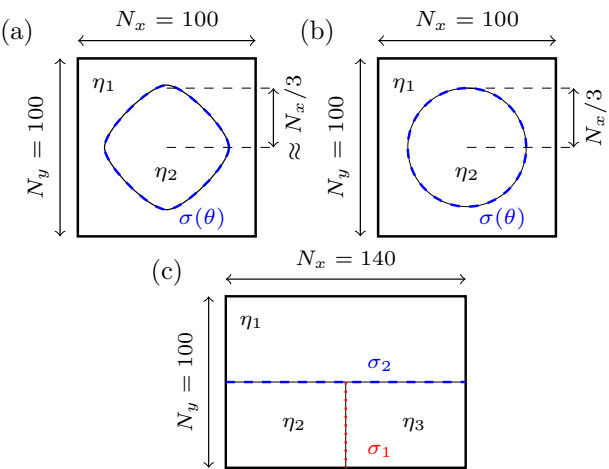 (a)
N_x = 100
N_y = 100
η_1
η_2
σ(θ)
≈ N_x/3
(b)
N_x = 100
N_y = 100
η_1
η_2
σ(θ)
N_x/3
(c)
N_x = 140
N_y = 100
η_1
σ_2
η_2
η_3
σ_1